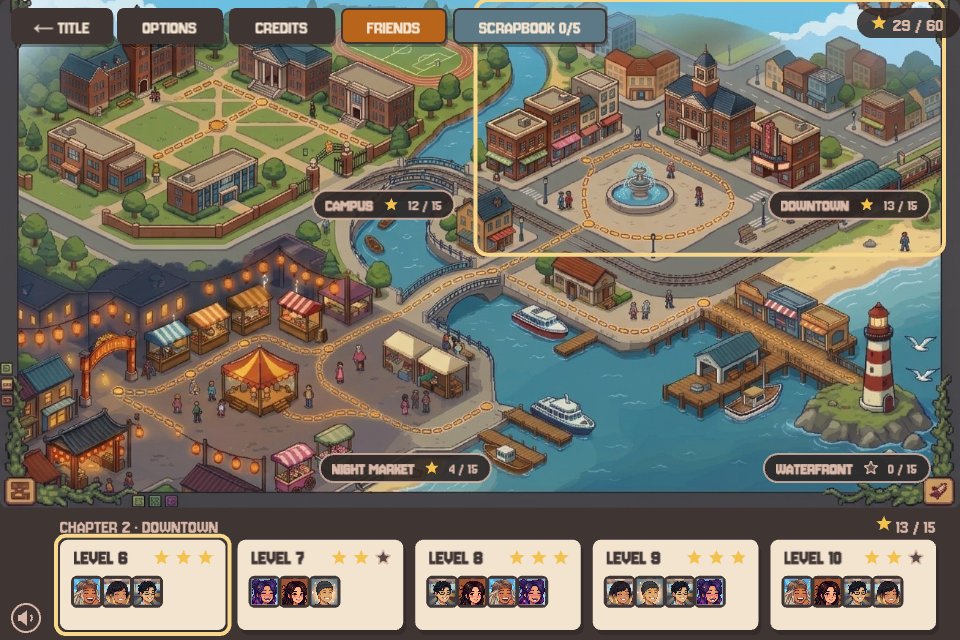 ← TITLE
OPTIONS
CREDITS
FRIENDS
SCRAPBOOK 0/5
29 / 60
CAMPUS 12 / 15
DOWNTOWN 13 / 15
NIGHT MARKET 4 / 15
WATERFRONT 0 / 15
CHAPTER 2 · DOWNTOWN
13 / 15
LEVEL 6
LEVEL 7
LEVEL 8
LEVEL 9
LEVEL 10